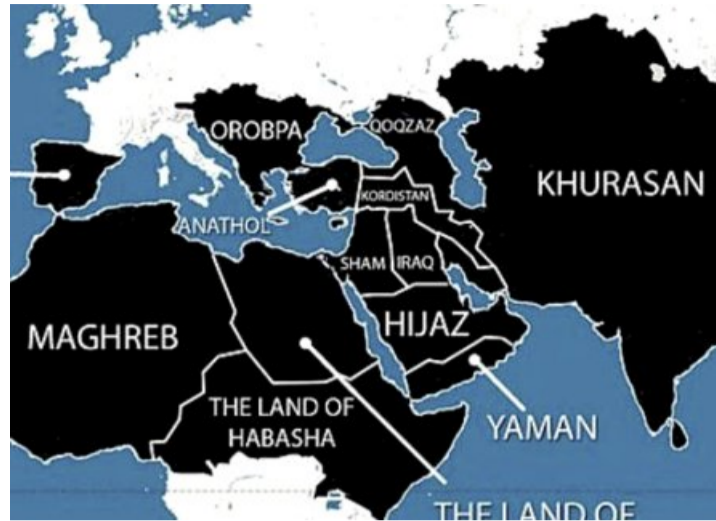 OROBPA
QOQZAZ
KHURASAN
KORDISTAN
ANATHOL
SHAM
IRAQ
HIJAZ
MAGHREB
THE LAND OF
HABASHA
YAMAN
THE LAND OF